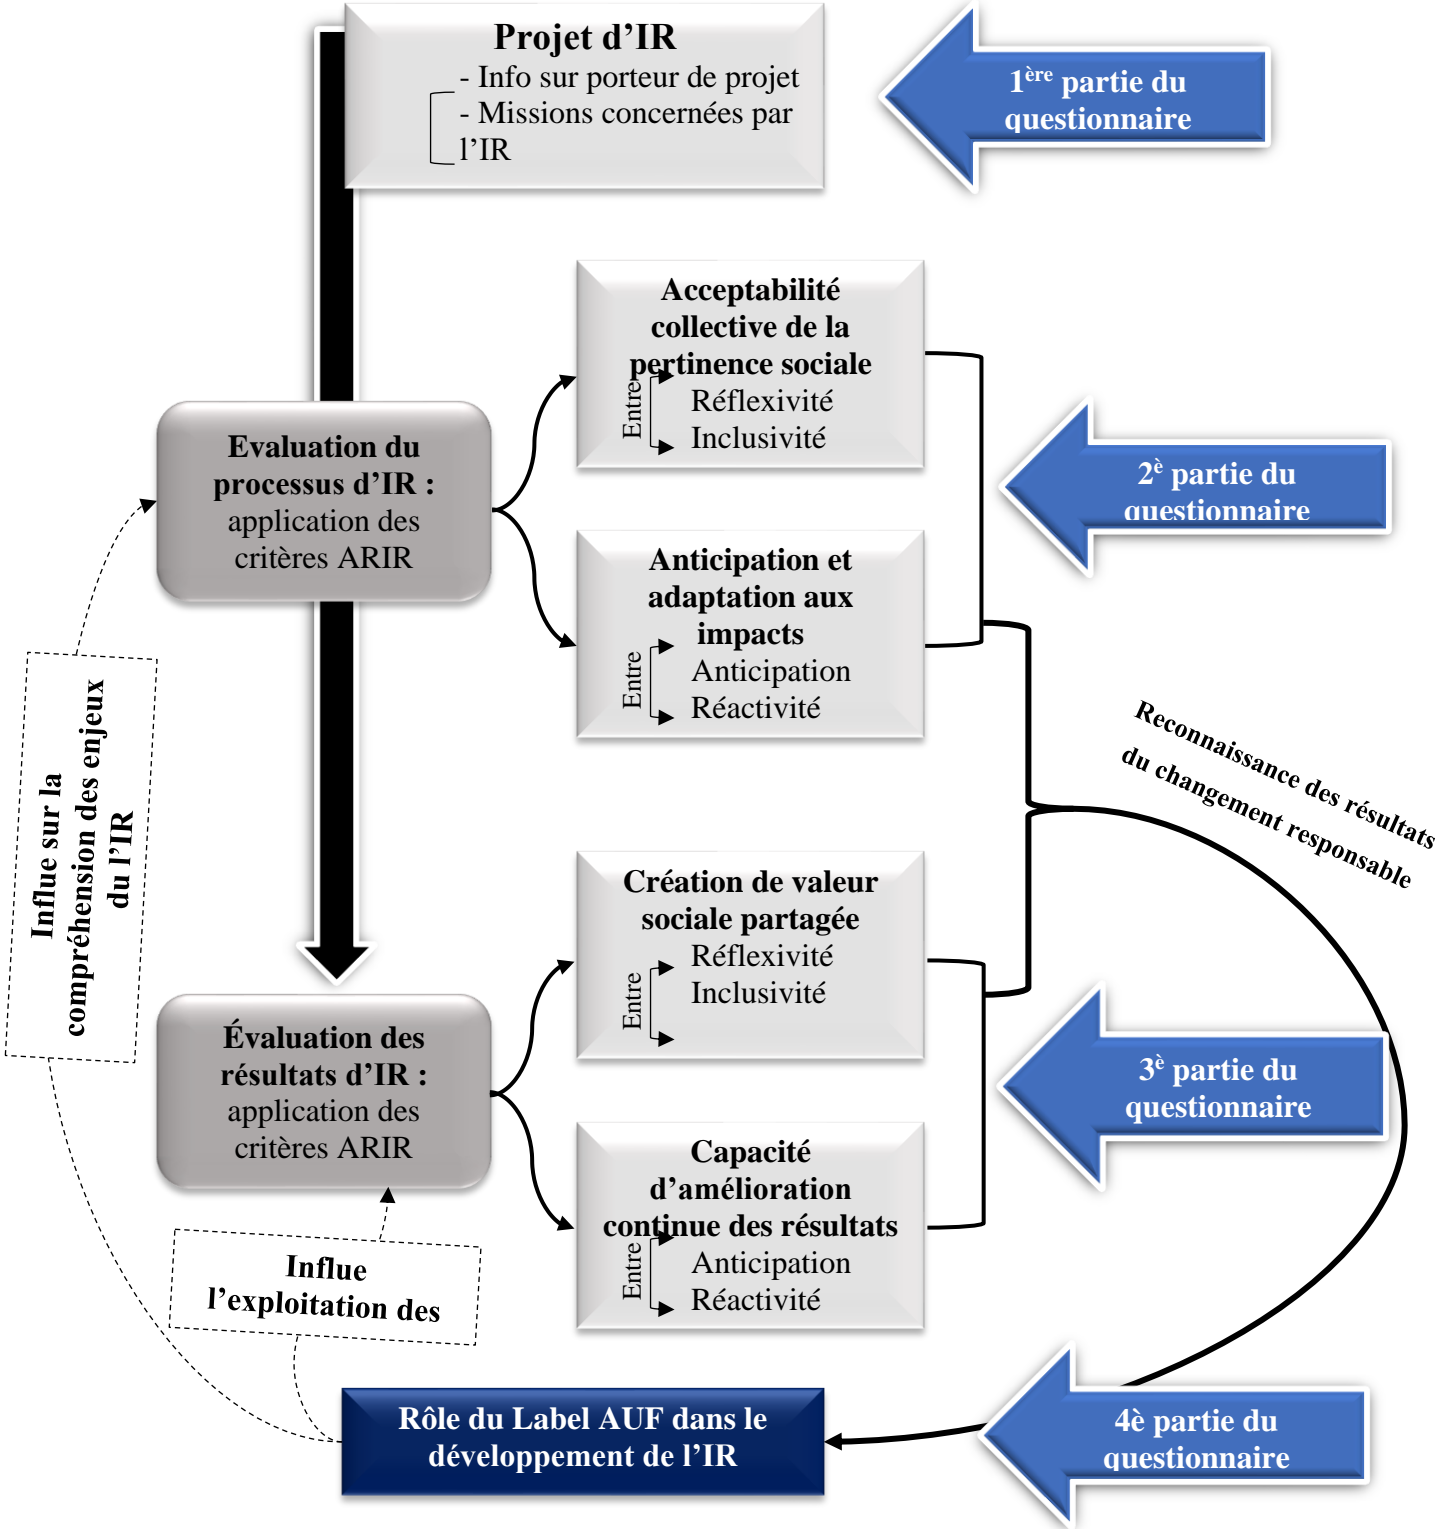 Projet d’IR
- Info sur porteur de projet
- Missions concernées par
l’IR
1ère partie du
questionnaire
Acceptabilité
collective de la
pertinence sociale
Entre
Réflexivité
Inclusivité
Evaluation du
processus d’IR :
application des
critères ARIR
2è partie du
questionnaire
Anticipation et
adaptation aux
impacts
Entre
Anticipation
Réactivité
Influe sur la
compréhension des enjeux
du l’IR
Reconnaissance des résultats
du changement responsable
Création de valeur
sociale partagée
Entre
Réflexivité
Inclusivité
Évaluation des
résultats d’IR :
application des
critères ARIR
3è partie du
questionnaire
Capacité
d’amélioration
continue des résultats
Entre
Anticipation
Réactivité
Influe
l’exploitation des
Rôle du Label AUF dans le
développement de l’IR
4è partie du
questionnaire